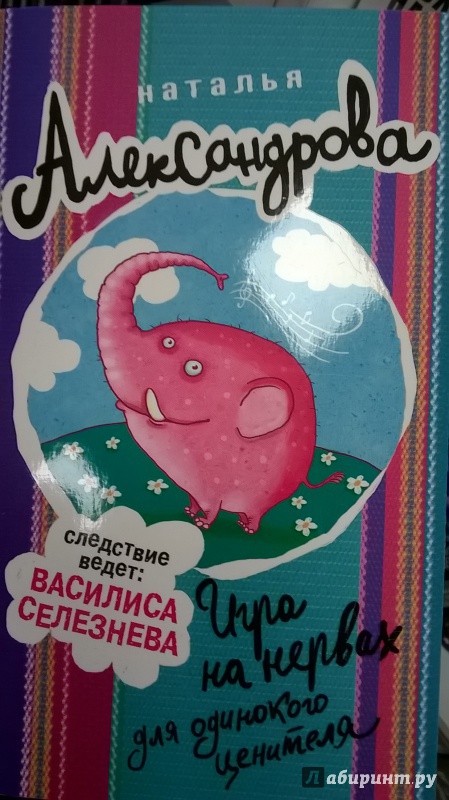 наталья
Александрова
следствие
ведет:
ВАСИЛИСА
СЕЛЕЗНЕВА
Игра
на нервах
для одинокого
ценителя
Лабиринт.ру